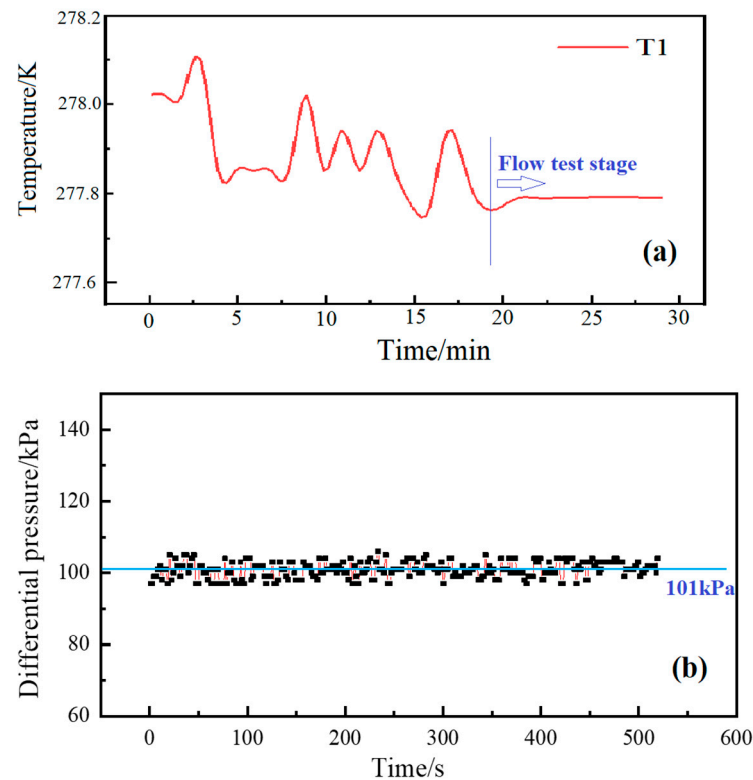 278.2
T1
278.0
Temperature/K
Flow test stage
277.8
(a)
277.6
0 5 10 15 20 25 30
Time/min
140
120
Differential pressure/kPa
100
101kPa
80
(b)
60
0 100 200 300 400 500 600
Time/s